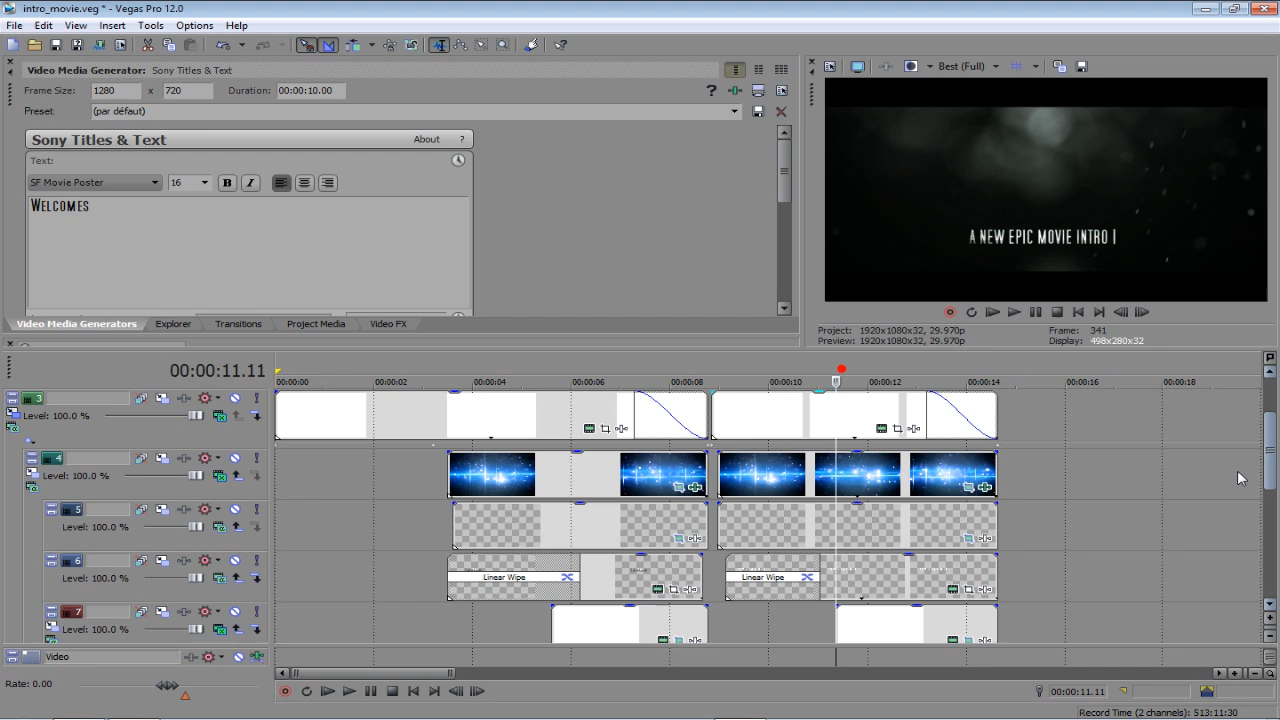 intro_movie.veg * - Vegas Pro 12.0
File Edit View Insert Tools Options Help
Video Media Generator: Sony Titles & Text
Frame Size: 1280 x 720 Duration: 00:00:10.00
Preset: (par défaut)
Sony Titles & Text About ?
Text:
SF Movie Poster 16 B I
Welcomes
Video Media Generators Explorer Transitions Project Media Video FX
Best (Full)
A NEW EPIC MOVIE INTRO !
Project: 1920x1080x32, 29.970p Frame: 341
Preview: 1920x1080x32, 29.970p Display: 498x280x32
00:00:11.11
00:00:00 00:00:02 00:00:04 00:00:06 00:00:08 00:00:10 00:00:12 00:00:14 00:00:16 00:00:18
3
Level: 100.0 %
4
Level: 100.0 %
5
Level: 100.0 %
6
Level: 100.0 %
Linear Wipe Linear Wipe
7
Level: 100.0 %
Video
Rate: 0.00
00:00:11.11
Record Time (2 channels): 513:11:30